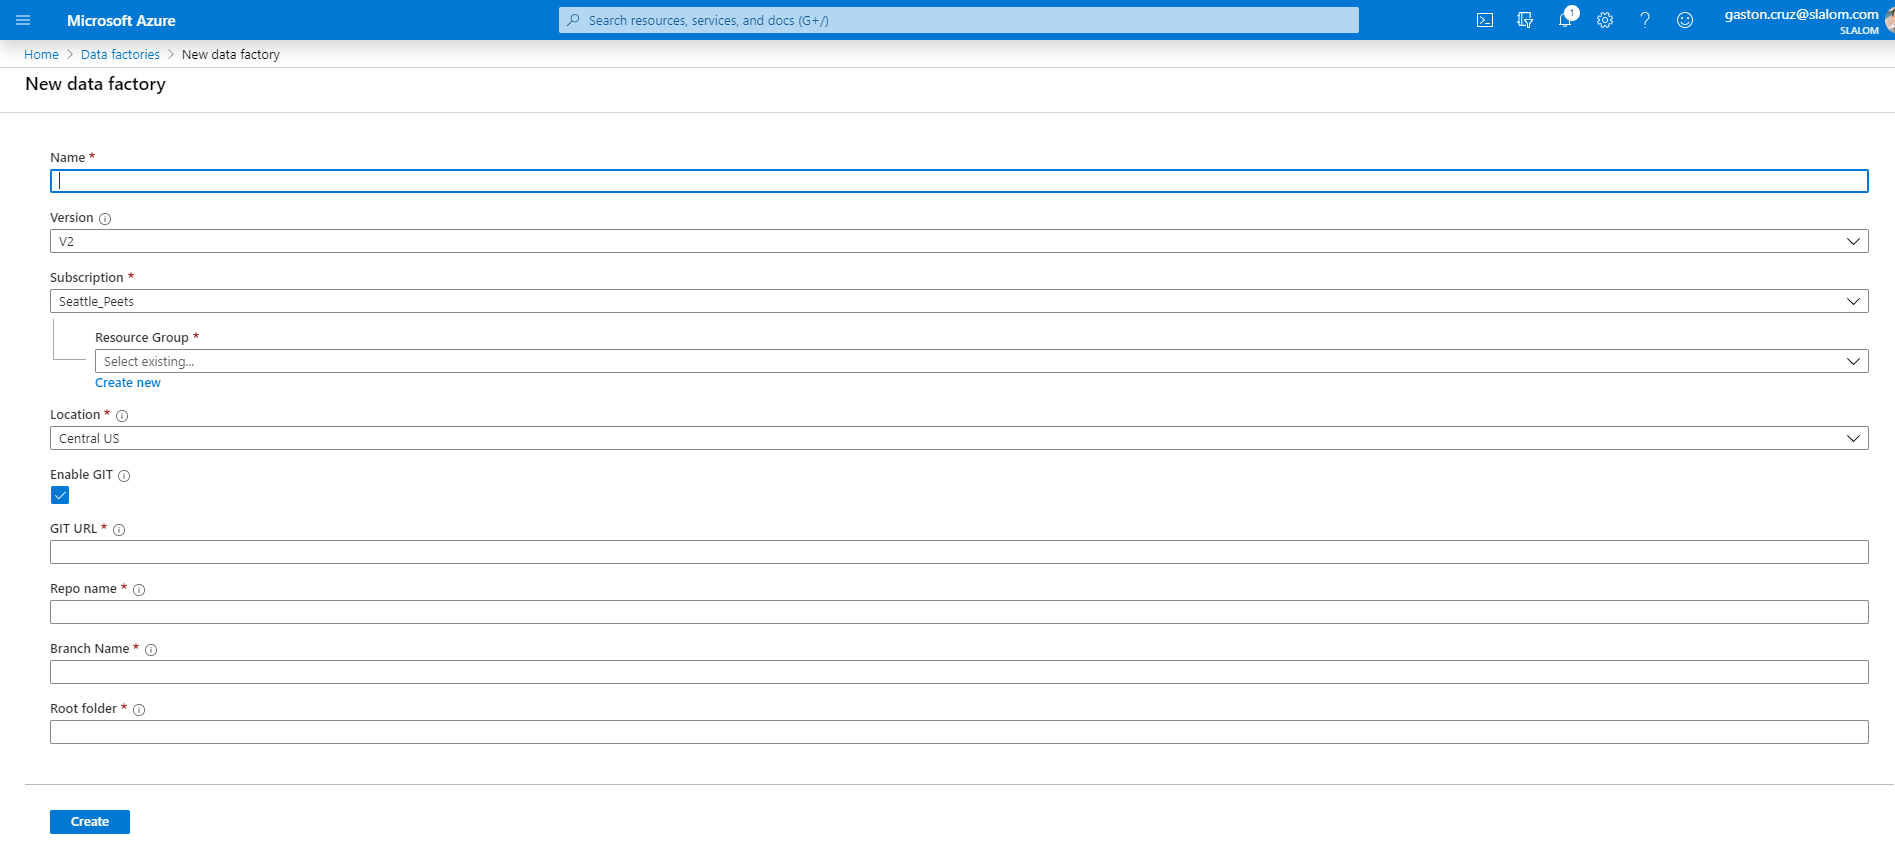 Microsoft Azure
Search resources, services, and docs (G+/)
1
gaston.cruz@slalom.com
SLALOM
Home > Data factories > New data factory
New data factory
Name *
Version
V2
Subscription *
Seattle_Peets
Resource Group *
Select existing...
Create new
Location *
Central US
Enable GIT
GIT URL *
Repo name *
Branch Name *
Root folder *
Create